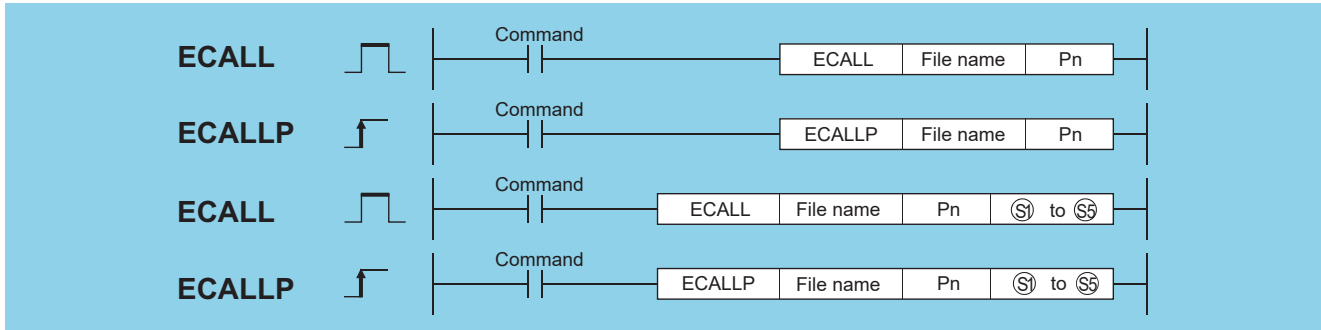 Command
ECALL ECALL File name Pn
Command
ECALLP ECALLP File name Pn
Command
ECALL ECALL File name Pn S1 to S5
Command
ECALLP ECALLP File name Pn S1 to S5